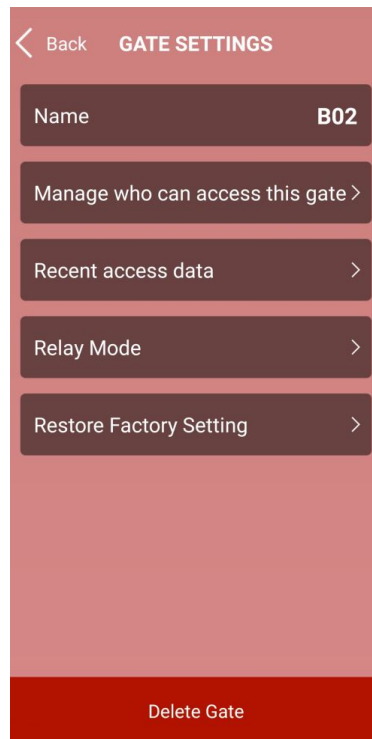 Back GATE SETTINGS
Name B02
Manage who can access this gate
Recent access data
Relay Mode
Restore Factory Setting
Delete Gate